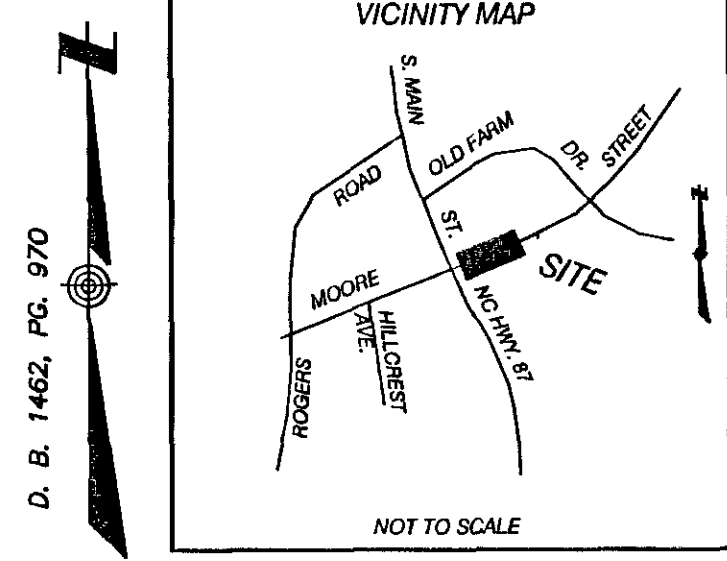 VICINITY MAP
S. MAIN
ST.
OLD FARM
DR.
STREET
ROAD
SITE
MOORE
HILLCREST
AVE.
NC HWY. 87
ROGERS
NOT TO SCALE
D. B. 1462, PG. 970
N
N